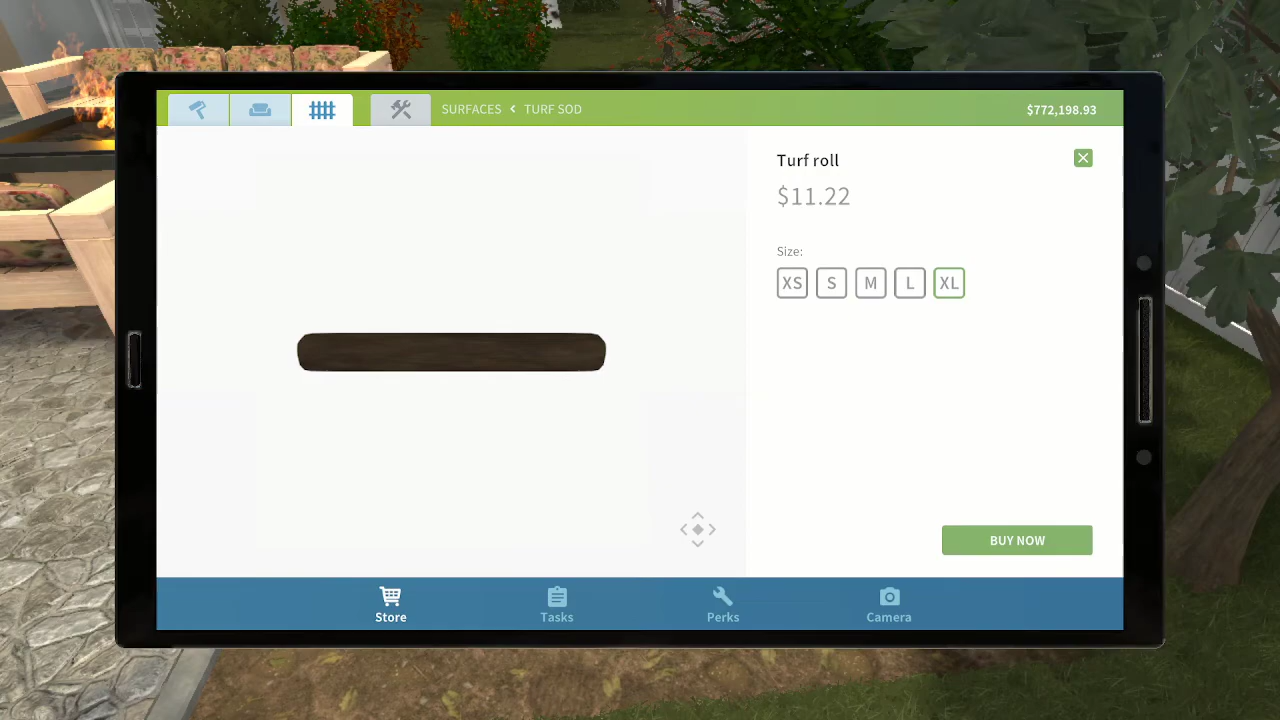 SURFACES < TURF SOD
$772,198.93
Turf roll
$11.22
Size:
XS S M L XL
BUY NOW
Store Tasks Perks Camera